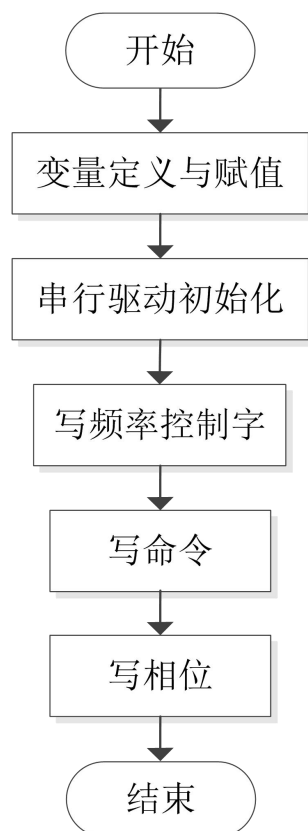 开始
变量定义与赋值
串行驱动初始化
写频率控制字
写命令
写相位
结束